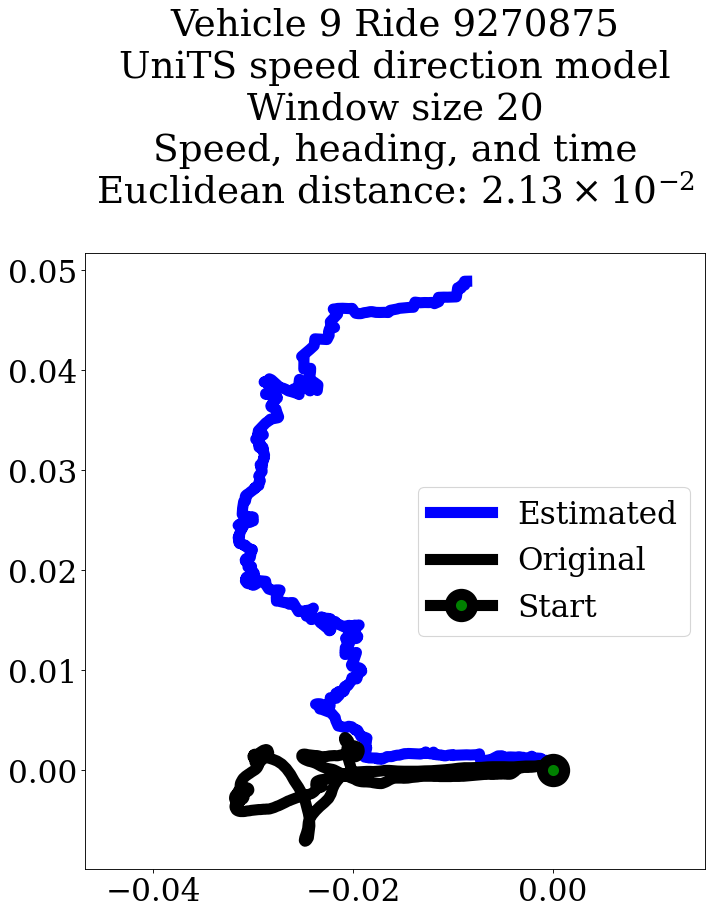 Vehicle 9 Ride 9270875
UniTS speed direction model
Window size 20
Speed, heading, and time
Euclidean distance: 2.13 × 10⁻²
0.05
0.04
0.03
0.02
0.01
0.00
Estimated
Original
Start
−0.04
−0.02
0.00